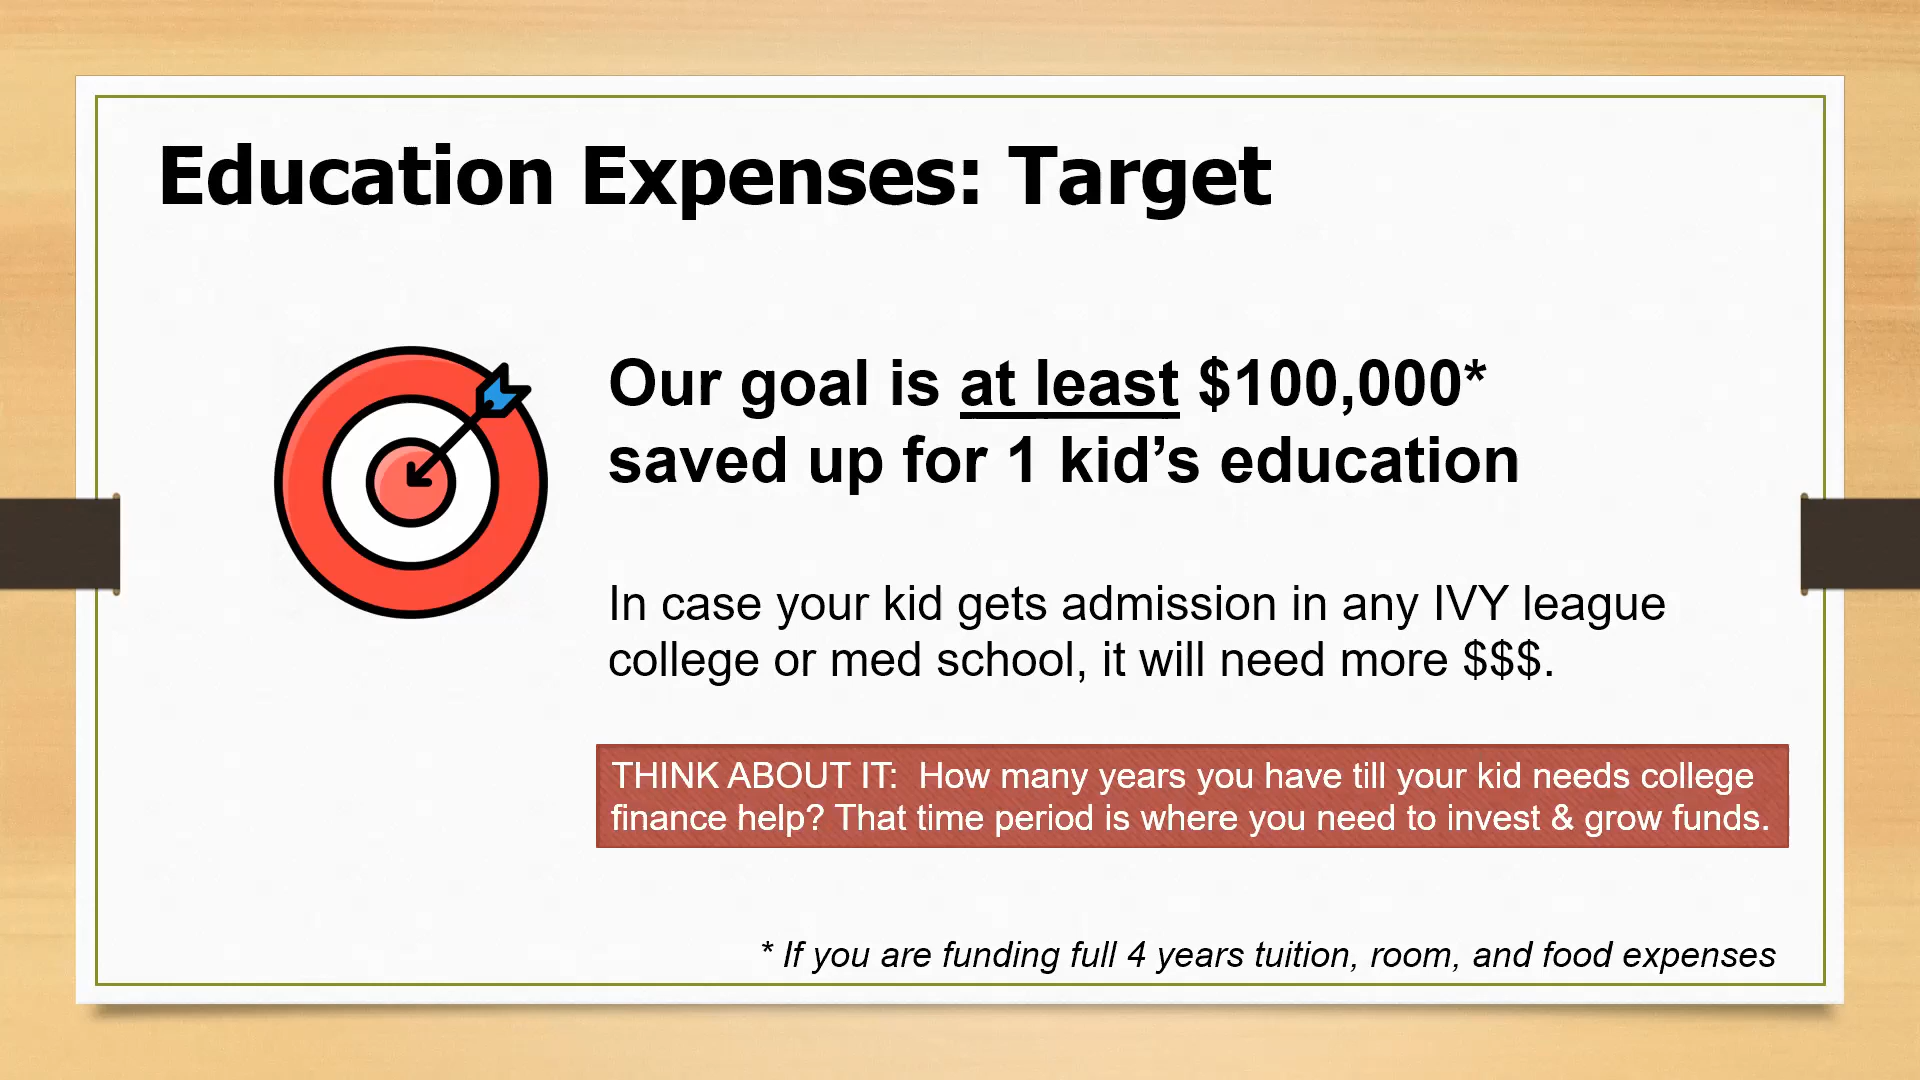 Education Expenses: Target
Our goal is at least $100,000*
saved up for 1 kid’s education
In case your kid gets admission in any IVY league
college or med school, it will need more $$$.
THINK ABOUT IT:  How many years you have till your kid needs college
finance help? That time period is where you need to invest & grow funds.
* If you are funding full 4 years tuition, room, and food expenses